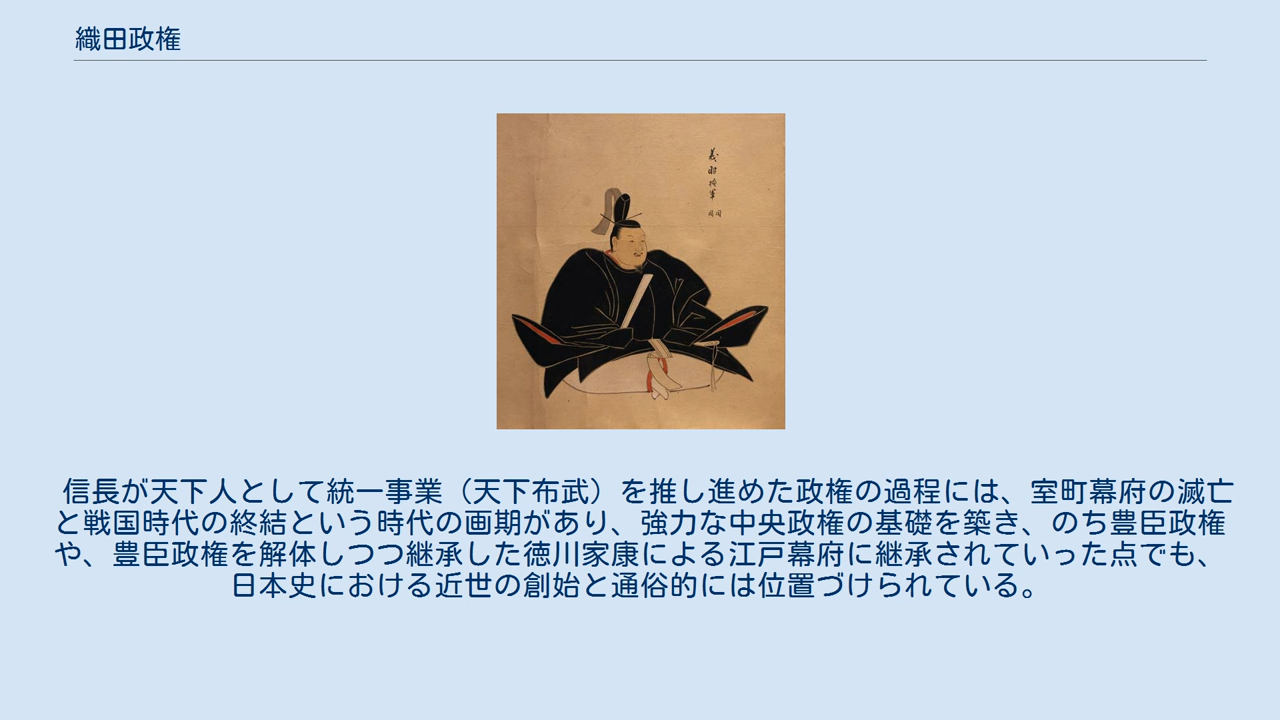 織田政権
信長が天下人として統一事業（天下布武）を推し進めた政権の過程には、室町幕府の滅亡
と戦国時代の終結という時代の画期があり、強力な中央政権の基礎を築き、のち豊臣政権
や、豊臣政権を解体しつつ継承した徳川家康による江戸幕府に継承されていった点でも、
日本史における近世の創始と通俗的には位置づけられている。